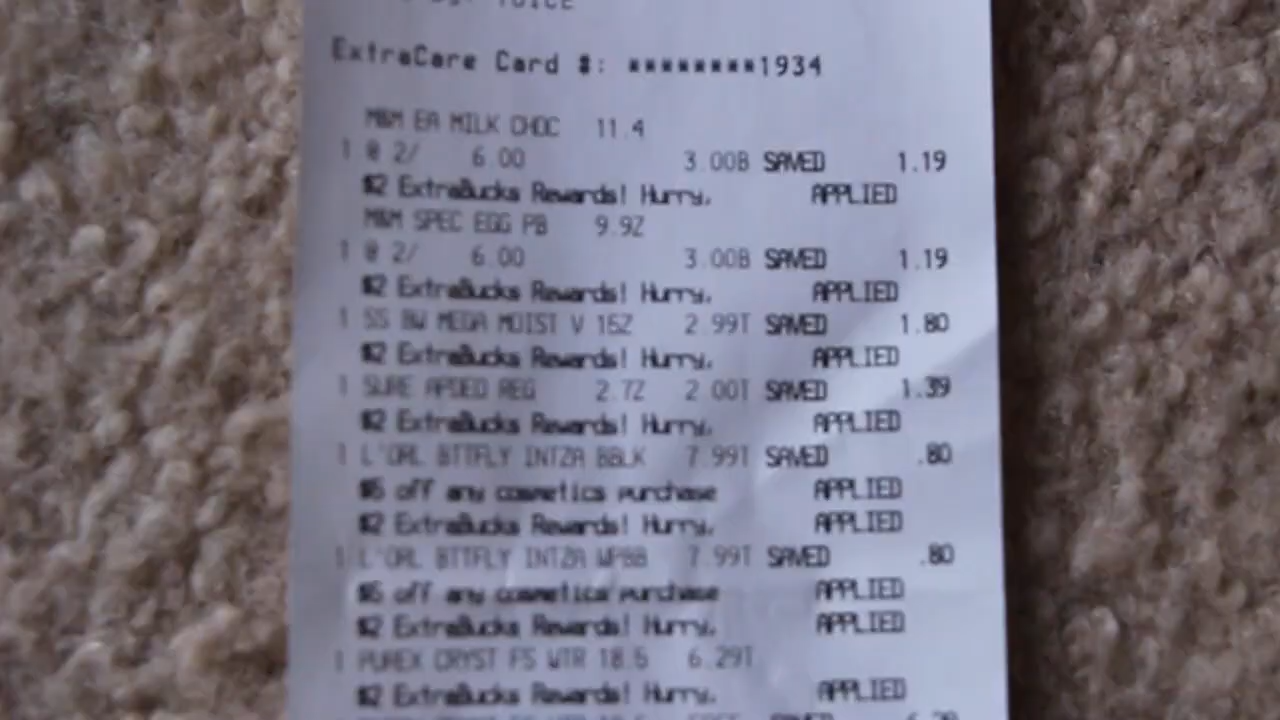 ExtraCare Card #: ********1934
M&M EA MILK CHOC 11.4
1 @ 2/ 6.00 3.00B SAVED 1.19
$2 ExtraBucks Rewards! Hurry, APPLIED
M&M SPEC EGG PB 9.9Z
1 @ 2/ 6.00 3.00B SAVED 1.19
$2 ExtraBucks Rewards! Hurry, APPLIED
1 SS BW MEGA MOIST V 15Z 2.99T SAVED 1.80
$2 ExtraBucks Rewards! Hurry, APPLIED
1 SURE APDEO REG 2.7Z 2.00T SAVED 1.39
$2 ExtraBucks Rewards! Hurry, APPLIED
1 L'ORL BTTFLY INTZA BBLK 7.99T SAVED .80
$5 off any cosmetics purchase APPLIED
$2 ExtraBucks Rewards! Hurry, APPLIED
1 L'ORL BTTFLY INTZA WPBB 7.99T SAVED .80
$5 off any cosmetics purchase APPLIED
$2 ExtraBucks Rewards! Hurry, APPLIED
1 PUREX CRYST FS WTR 18.5 6.29T
$2 ExtraBucks Rewards! Hurry, APPLIED